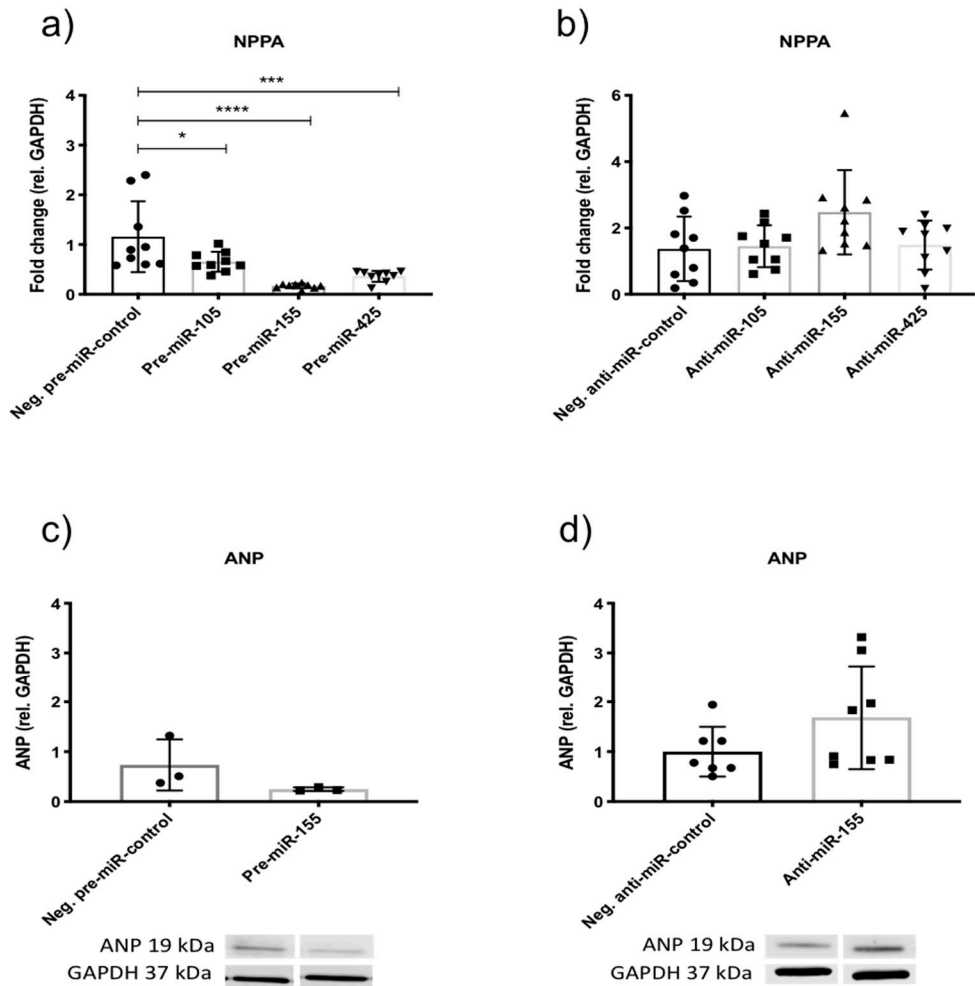 a)
NPPA
***
****
*
Fold change (rel. GAPDH)
4
3
2
1
0
Neg. pre-miR-control
Pre-miR-105
Pre-miR-155
Pre-miR-425
b)
NPPA
Fold change (rel. GAPDH)
6
4
2
0
Neg. anti-miR-control
Anti-miR-105
Anti-miR-155
Anti-miR-425
c)
ANP
ANP (rel. GAPDH)
4
3
2
1
0
Neg. pre-miR-control
Pre-miR-155
ANP 19 kDa
GAPDH 37 kDa
d)
ANP
ANP (rel. GAPDH)
4
3
2
1
0
Neg. anti-miR-control
Anti-miR-155
ANP 19 kDa
GAPDH 37 kDa